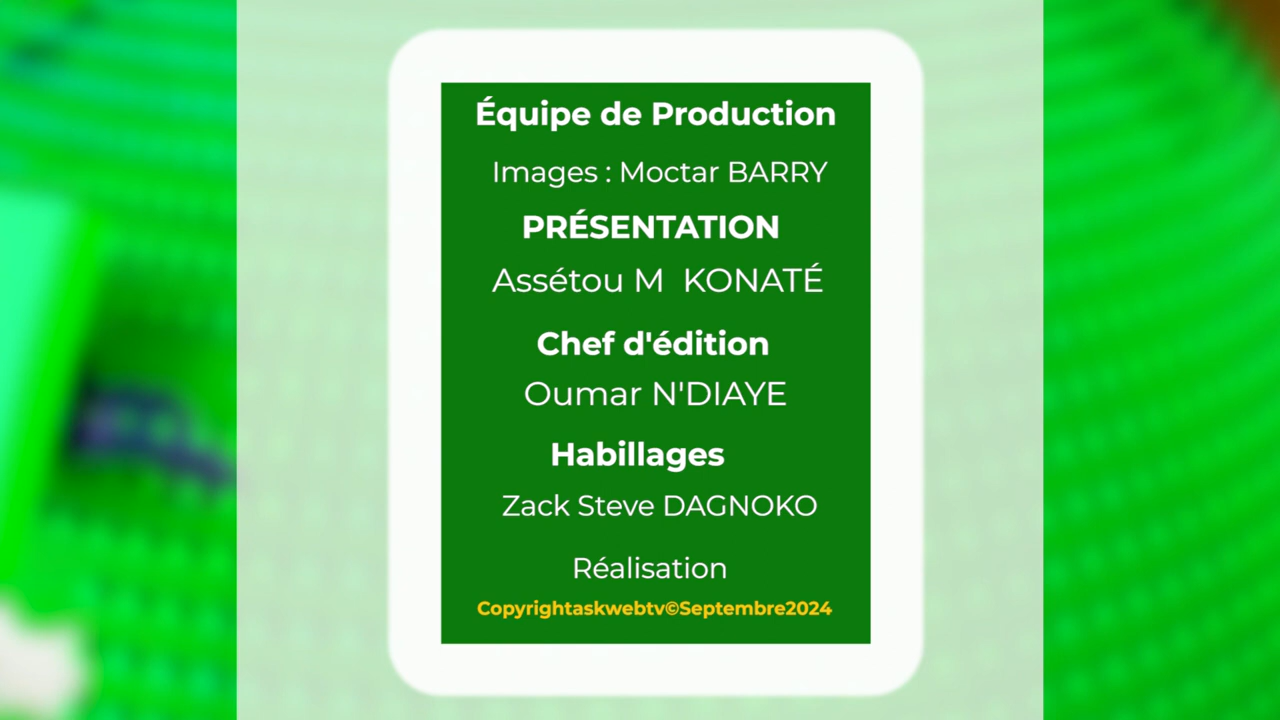 Équipe de Production
Images : Moctar BARRY
PRÉSENTATION
Assétou M  KONATÉ
Chef d'édition
Oumar N'DIAYE
Habillages
Zack Steve DAGNOKO
Réalisation
Copyrightaskwebtv©Septembre2024